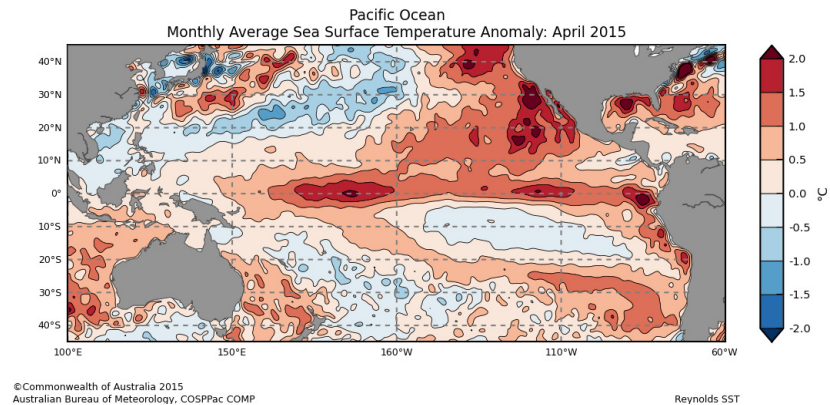 Pacific Ocean
Monthly Average Sea Surface Temperature Anomaly: April 2015
40°N
30°N
20°N
10°N
0°
10°S
20°S
30°S
40°S
100°E
150°E
160°W
110°W
60°W
2.0
1.5
1.0
0.5
0.0
-0.5
-1.0
-1.5
-2.0
°C
©Commonwealth of Australia 2015
Australian Bureau of Meteorology, COSPPac COMP
Reynolds SST